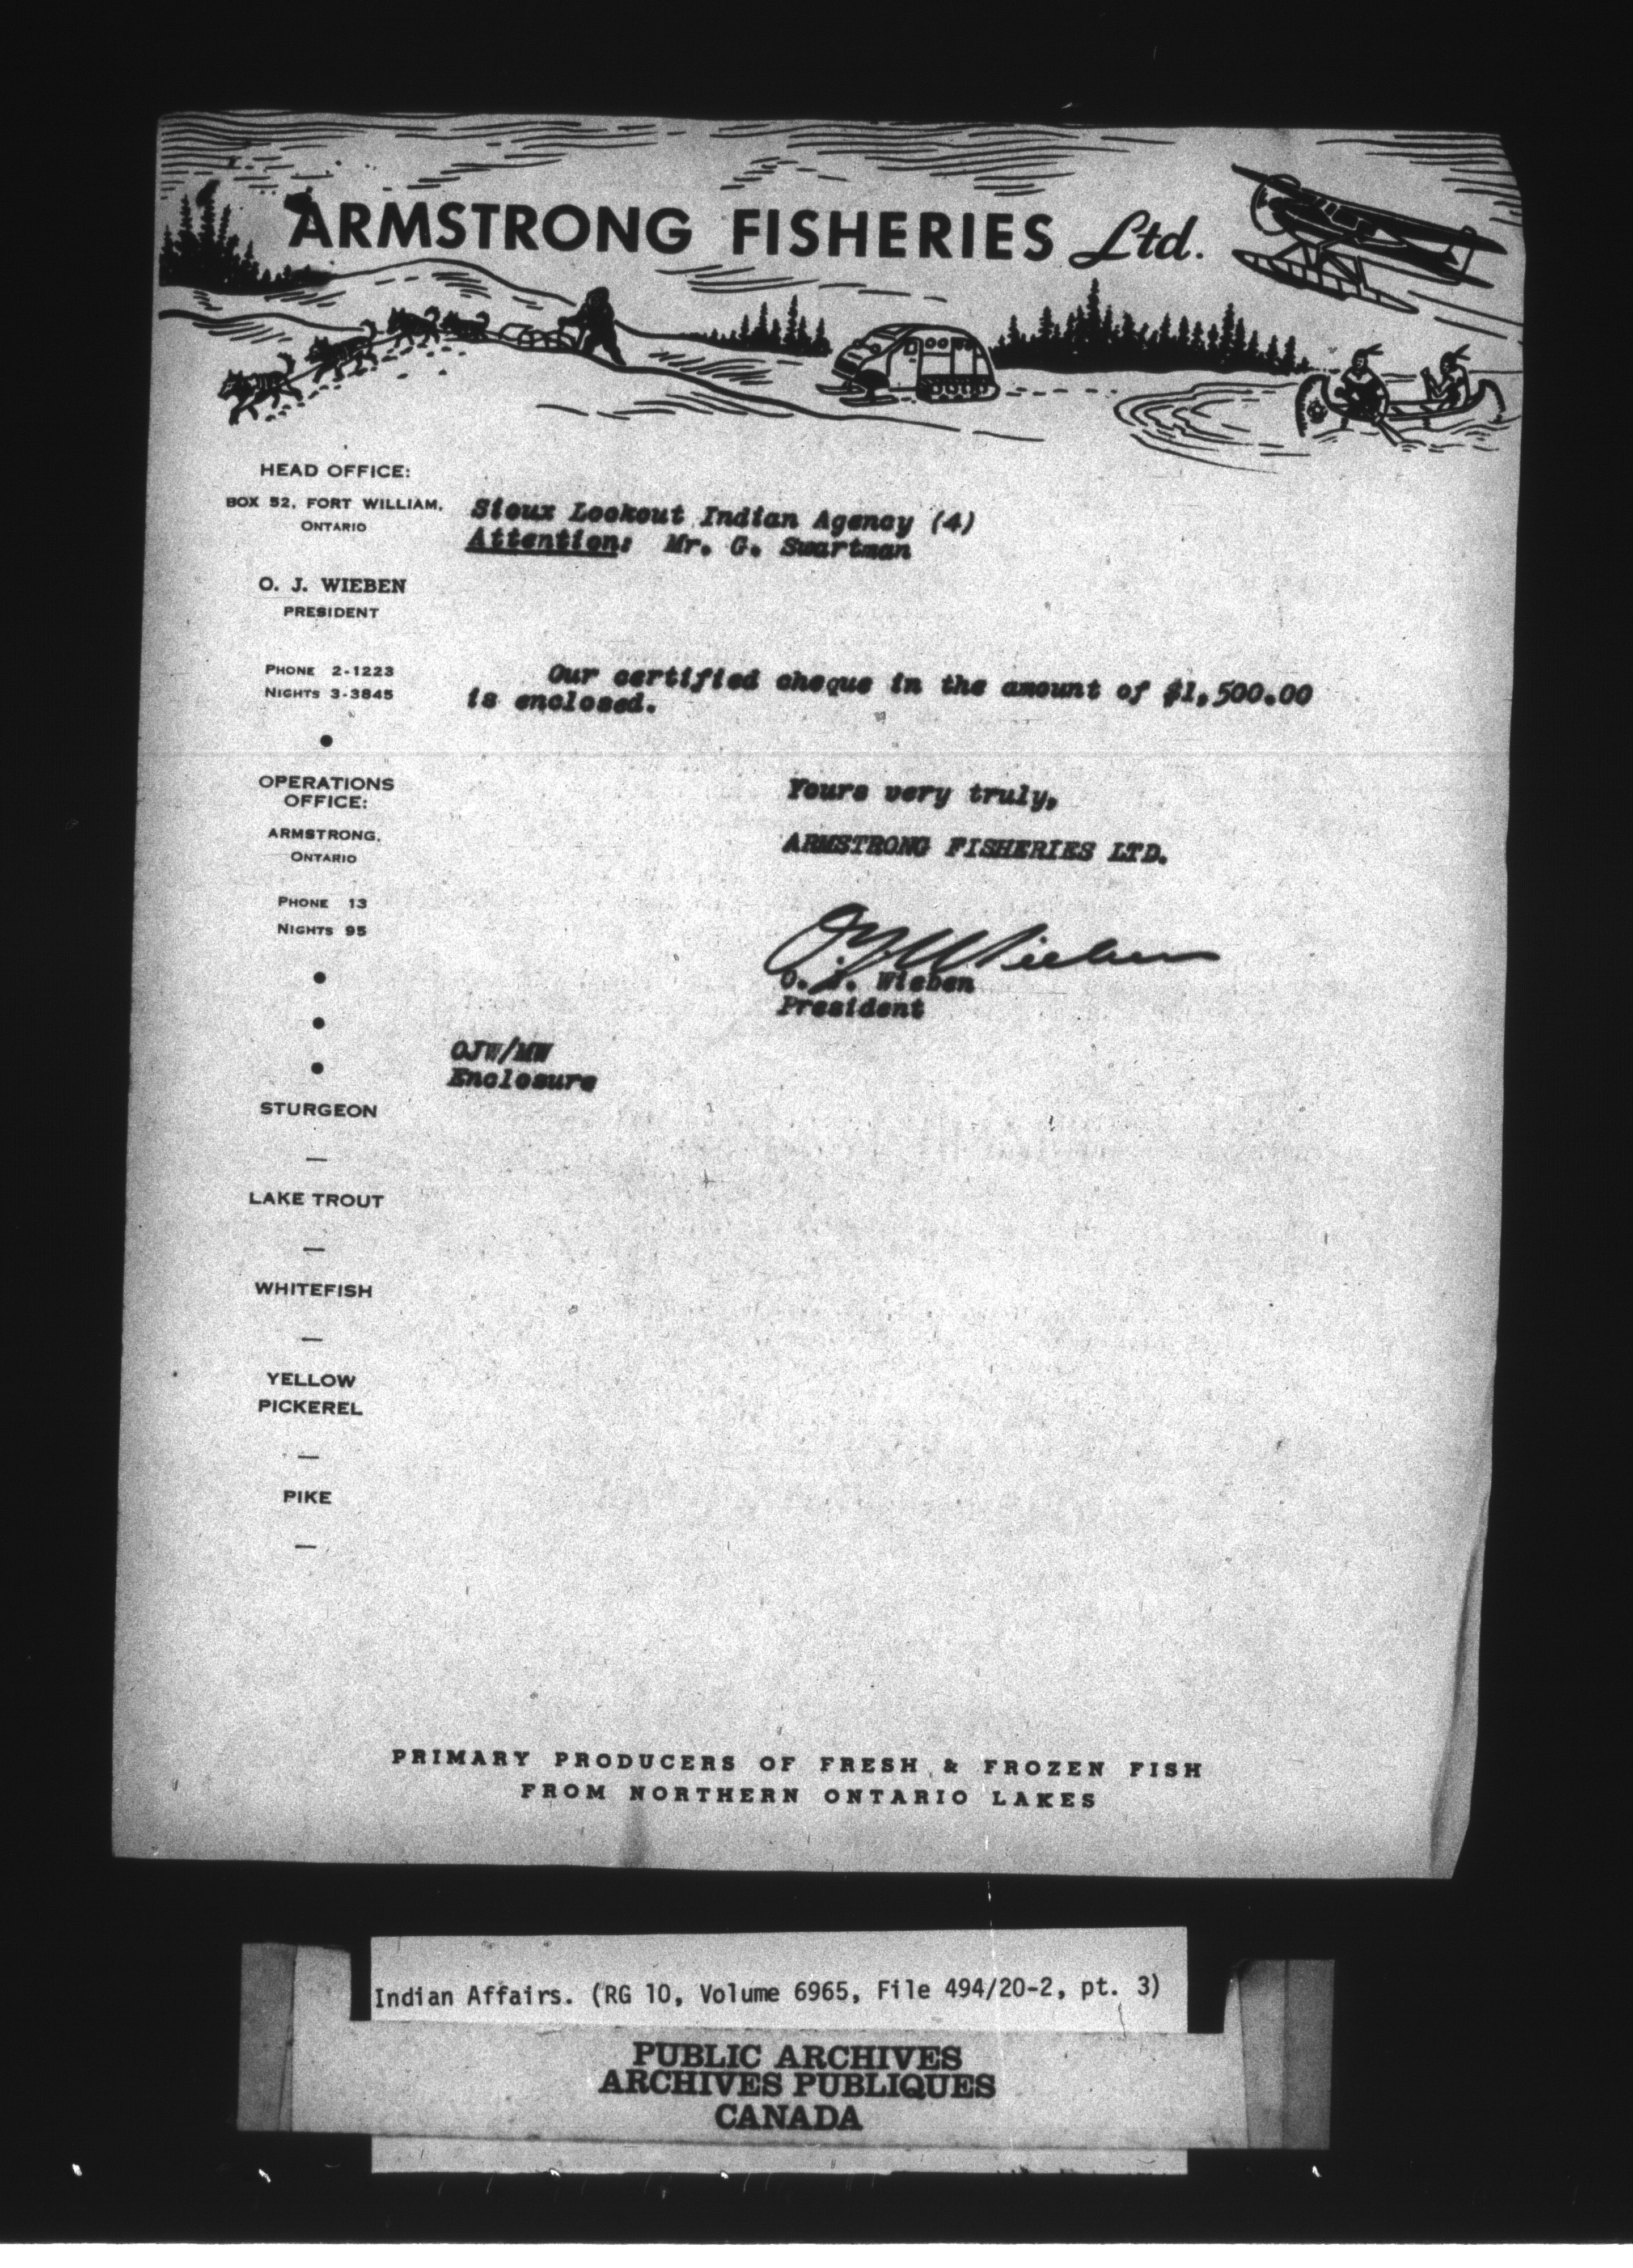 ARMSTRONG FISHERIES Ltd.
HEAD OFFICE:
BOX 52, FORT WILLIAM,
ONTARIO
O. J. WIEBEN
PRESIDENT
PHONE 2-1223
NIGHTS 3-3845
OPERATIONS
OFFICE:
ARMSTRONG,
ONTARIO
PHONE 13
NIGHTS 95
STURGEON
—
LAKE TROUT
—
WHITEFISH
—
YELLOW
PICKEREL
—
PIKE
—
Sioux Lookout Indian Agency (4)
Attention: Mr. G. Swartman
Our certified cheque in the amount of $1,500.00
is enclosed.
Yours very truly,
ARMSTRONG FISHERIES LTD.
O J Wieben
O. J. Wieben
President
OJW/MW
Enclosure
PRIMARY PRODUCERS OF FRESH & FROZEN FISH
FROM NORTHERN ONTARIO LAKES
Indian Affairs. (RG 10, Volume 6965, File 494/20-2, pt. 3)
PUBLIC ARCHIVES
ARCHIVES PUBLIQUES
CANADA